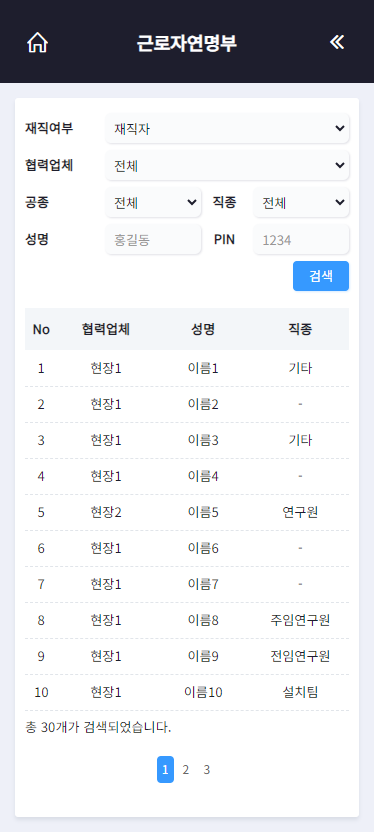 근로자연명부
재직여부 재직자
협력업체 전체
공종 전체 직종 전체
성명 홍길동 PIN 1234
검색
No 협력업체 성명 직종
1 현장1 이름1 기타
2 현장1 이름2 -
3 현장1 이름3 기타
4 현장1 이름4 -
5 현장2 이름5 연구원
6 현장1 이름6 -
7 현장1 이름7 -
8 현장1 이름8 주임연구원
9 현장1 이름9 전임연구원
10 현장1 이름10 설치팀
총 30개가 검색되었습니다.
1 2 3